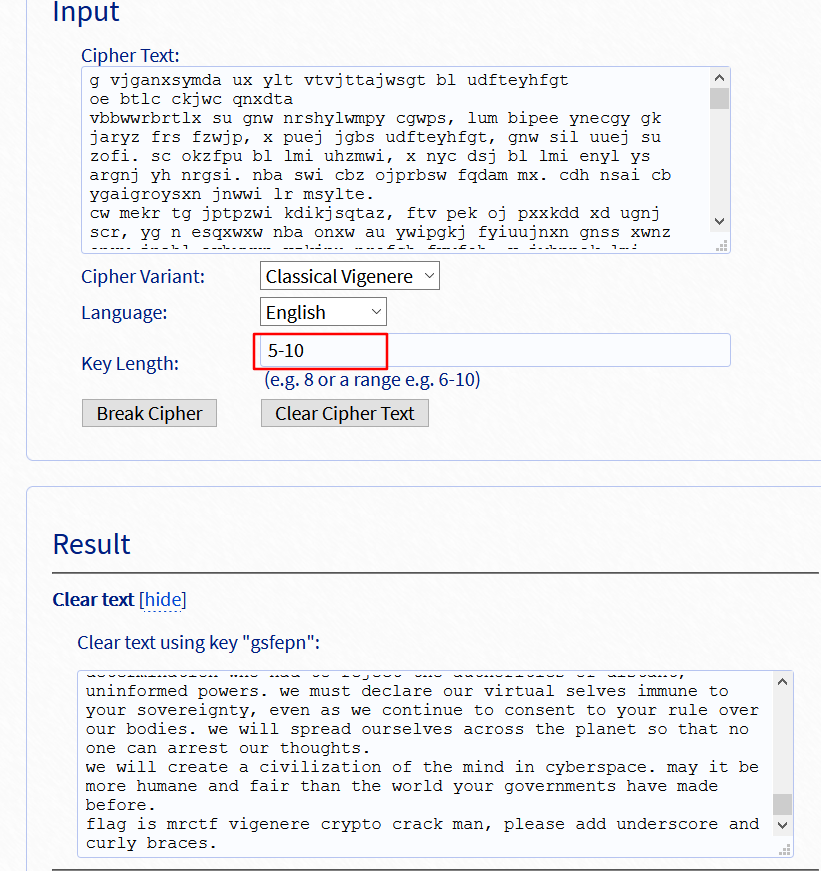 Input
Cipher Text:
g vjganxsymda ux ylt vtvjttajwsgt bl udfteyhfgt
oe btlc ckjwc qnxdta
vbbwwrbrtlx su gnw nrshylwmpy cgwps, lum bipee ynecgy gk
jaryz frs fzwjp, x puej jgbs udfteyhfgt, gnw sil uuej su
zofi. sc okzfpu bl lmi uhzmwi, x nyc dsj bl lmi enyl ys
argnj yh nrgsi. nba swi cbz ojprbsw fqdam mx. cdh nsai cb
ygaigroysxn jnwwi lr msylte.
cw mekr tg jptpzwi kdikjsqtaz, ftv pek oj pxxkdd xd ugnj
scr, yg n esqxwxw nba onxw au ywipgkj fyiuujnxn gnss xwnz
Cipher Variant:
Classical Vigenere
Language:
English
Key Length:
5-10
(e.g. 8 or a range e.g. 6-10)
Break Cipher
Clear Cipher Text
Result
Clear text [hide]
Clear text using key "gsfepn":
determination who had to reject the authorities of distant,
uninformed powers. we must declare our virtual selves immune to
your sovereignty, even as we continue to consent to your rule over
our bodies. we will spread ourselves across the planet so that no
one can arrest our thoughts.
we will create a civilization of the mind in cyberspace. may it be
more humane and fair than the world your governments have made
before.
flag is mrctf vigenere crypto crack man, please add underscore and
curly braces.